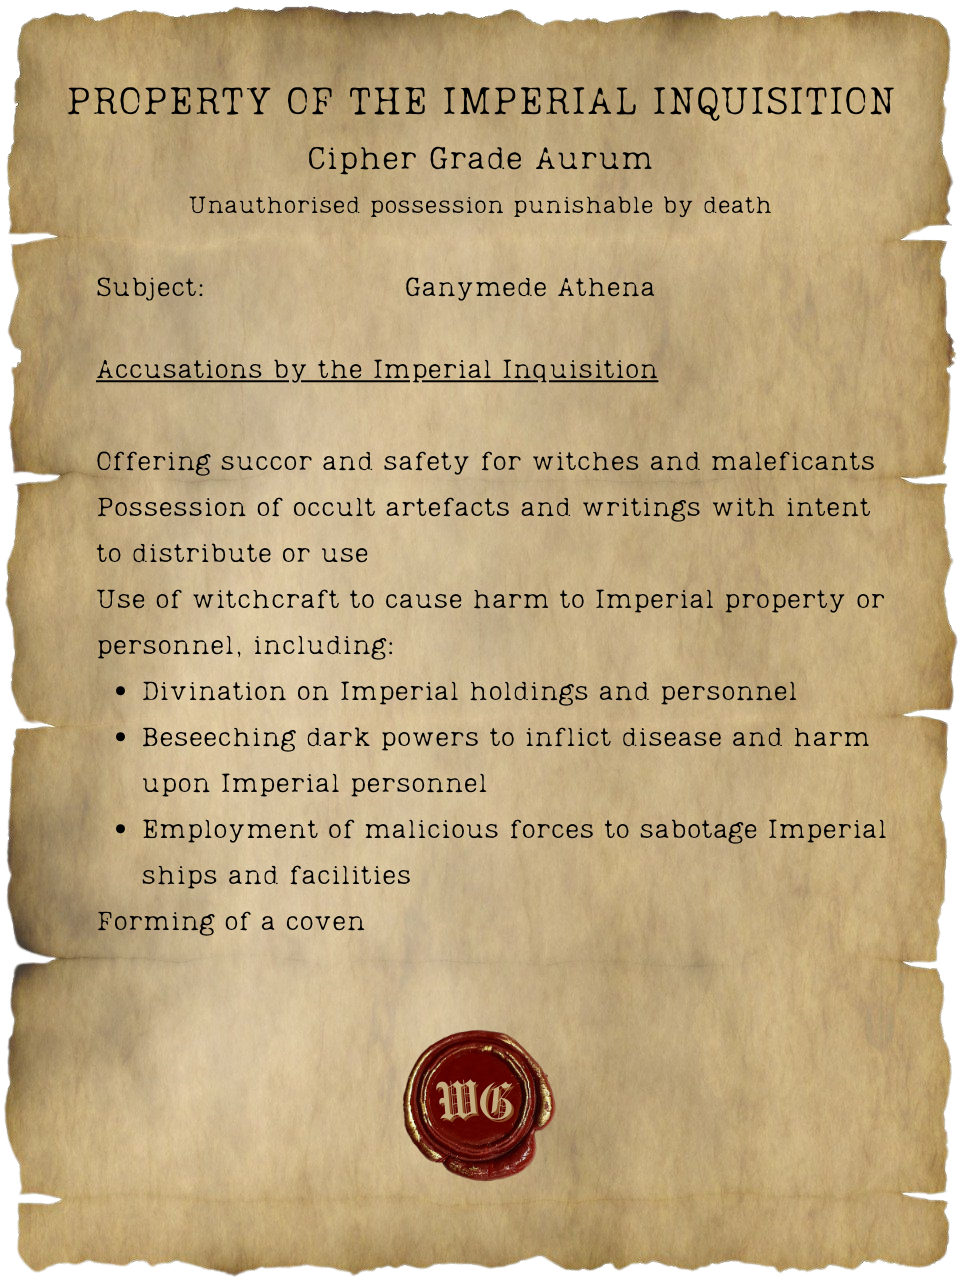 PROPERTY OF THE IMPERIAL INQUISITION
Cipher Grade Aurum
Unauthorised possession punishable by death
Subject: Ganymede Athena
Accusations by the Imperial Inquisition
Offering succor and safety for witches and maleficants
Possession of occult artefacts and writings with intent
to distribute or use
Use of witchcraft to cause harm to Imperial property or
personnel, including:
• Divination on Imperial holdings and personnel
• Beseeching dark powers to inflict disease and harm
upon Imperial personnel
• Employment of malicious forces to sabotage Imperial
ships and facilities
Forming of a coven
WG